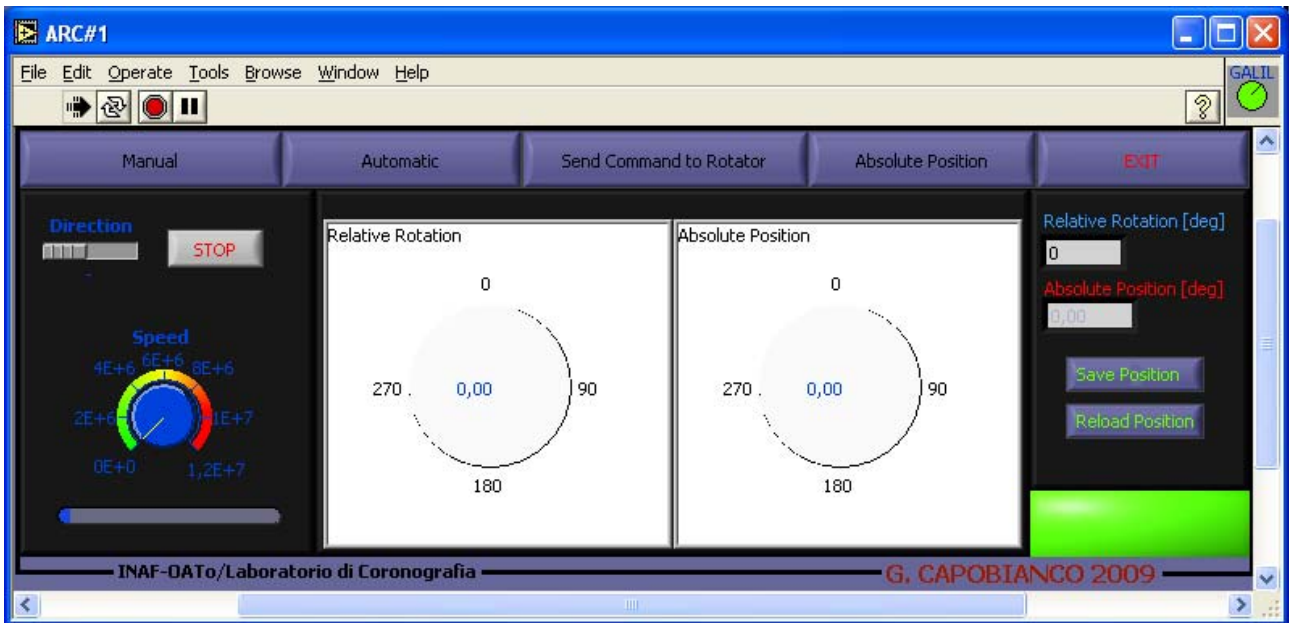 ARC#1
File Edit Operate Tools Browse Window Help
GALIL
?
Manual Automatic Send Command to Rotator Absolute Position EXIT
Direction
STOP
-
Speed
4E+6 6E+6 8E+6
2E+6 1E+7
0E+0 1,2E+7
Relative Rotation
0
270 0,00 90
180
Absolute Position
0
270 0,00 90
180
Relative Rotation [deg]
0
Absolute Position [deg]
0,00
Save Position
Reload Position
INAF-OATo/Laboratorio di Coronografia G. CAPOBIANCO 2009